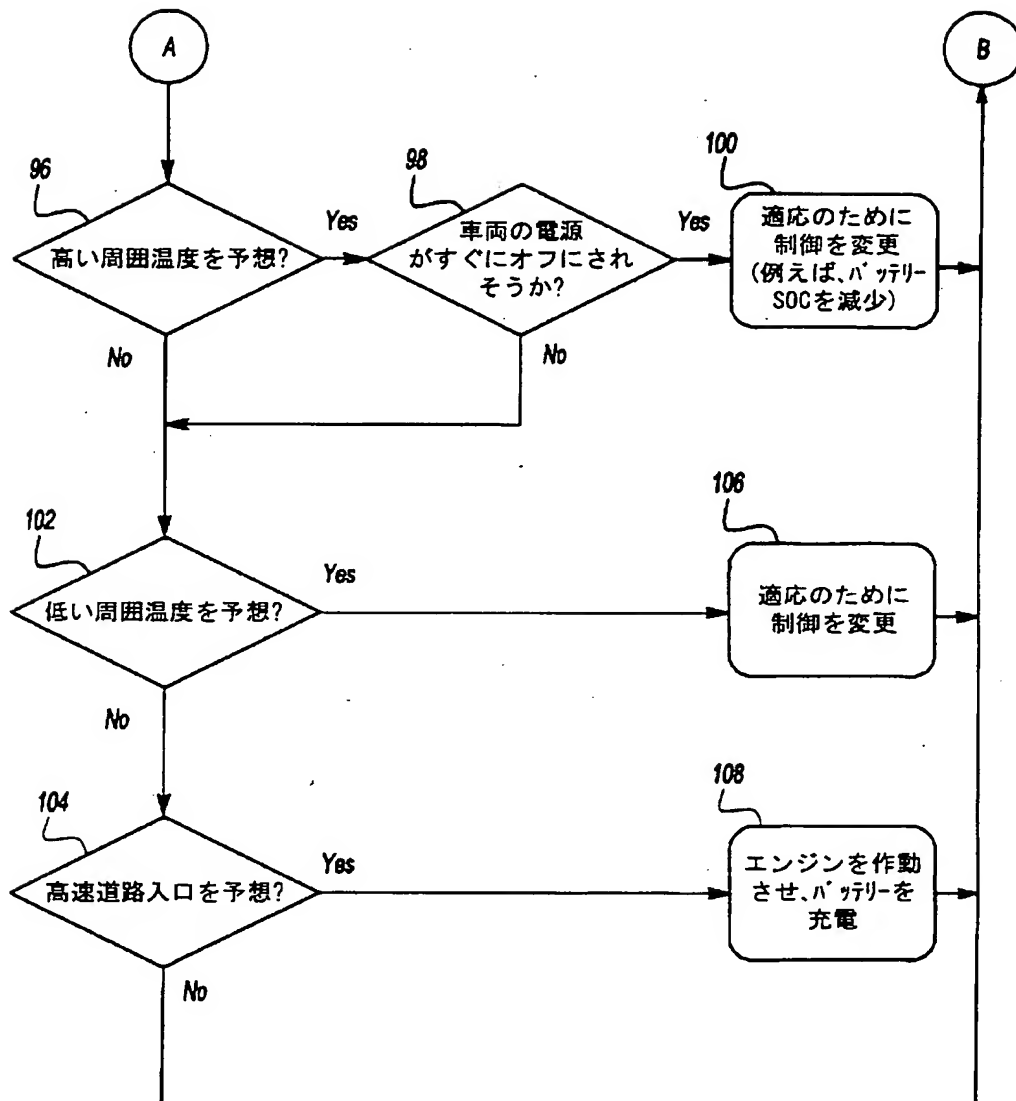 A
B
96
高い周囲温度を予想?
Yes
No
98
車両の電源
がすぐにオフにされ
そうか?
Yes
No
100
適応のために
制御を変更
(例えば、バッテリー
SOCを減少)
102
低い周囲温度を予想?
Yes
No
106
適応のために
制御を変更
104
高速道路入口を予想?
Yes
No
108
エンジンを作動
させ、バッテリーを
充電